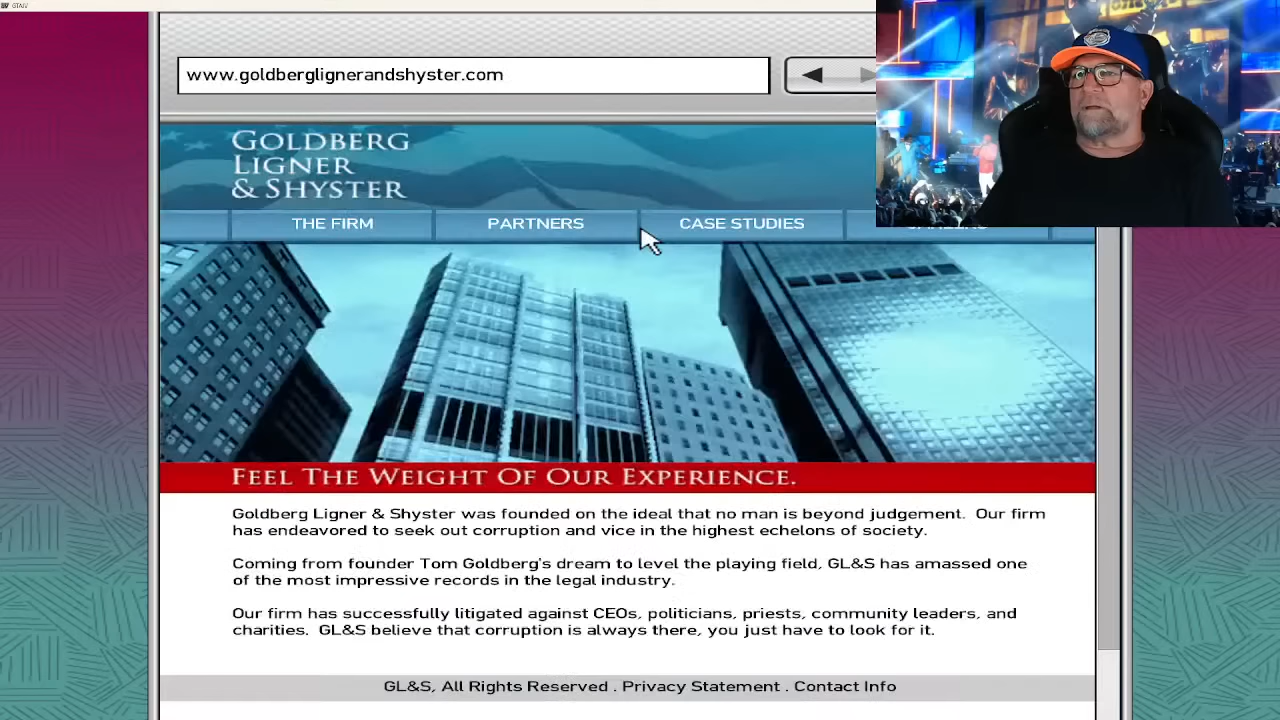 GTAIV
www.goldberglignerandshyster.com
GOLDBERG
LIGNER
& SHYSTER
THE FIRM
PARTNERS
CASE STUDIES
FEEL THE WEIGHT OF OUR EXPERIENCE.
Goldberg Ligner & Shyster was founded on the ideal that no man is beyond judgement. Our firm
has endeavored to seek out corruption and vice in the highest echelons of society.
Coming from founder Tom Goldberg's dream to level the playing field, GL&S has amassed one
of the most impressive records in the legal industry.
Our firm has successfully litigated against CEOs, politicians, priests, community leaders, and
charities. GL&S believe that corruption is always there, you just have to look for it.
GL&S, All Rights Reserved . Privacy Statement . Contact Info